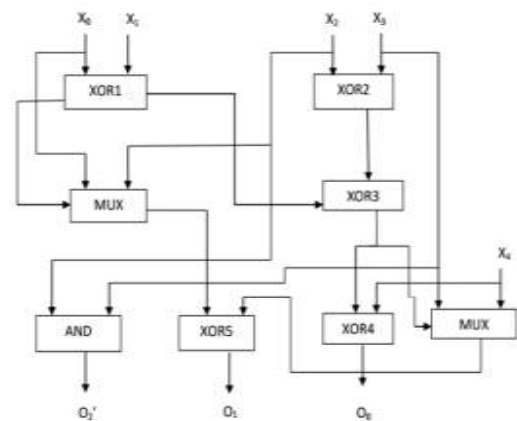 X₀ X₁ X₂ X₃
XOR1 XOR2
MUX XOR3
X₄
AND XOR5 XOR4 MUX
O₂' O₁ O₀